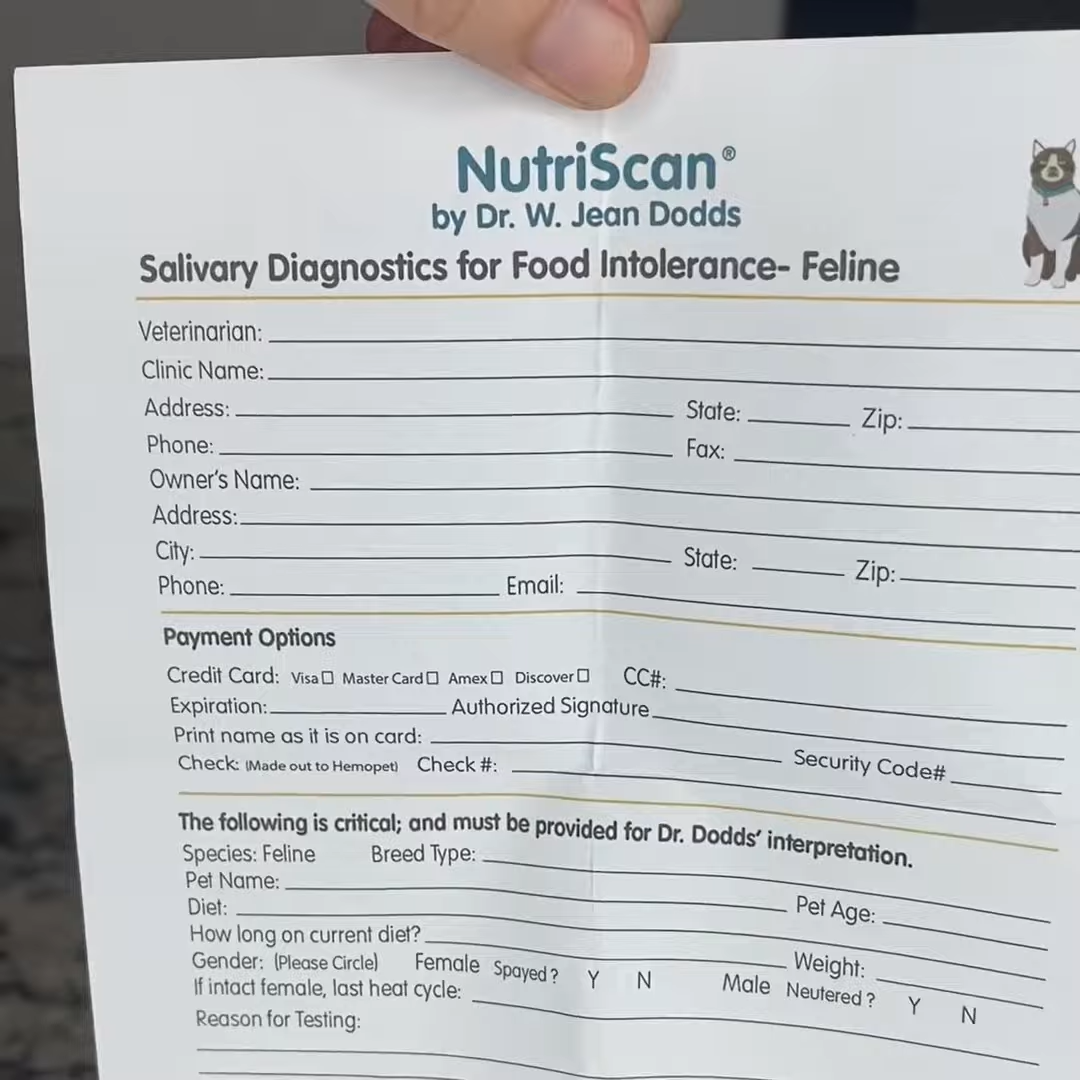 NutriScan®
by Dr. W. Jean Dodds
Salivary Diagnostics for Food Intolerance- Feline
Veterinarian:
Clinic Name:
Address: State: Zip:
Phone: Fax:
Owner's Name:
Address:
City: State: Zip:
Phone: Email:
Payment Options
Credit Card: Visa Master Card Amex Discover CC#:
Expiration: Authorized Signature
Print name as it is on card: Security Code#
Check: (Made out to Hemopet) Check #:
The following is critical; and must be provided for Dr. Dodds' interpretation.
Species: Feline Breed Type:
Pet Name: Pet Age:
Diet:
How long on current diet? Weight:
Gender: (Please Circle) Female Spayed? Y N Male Neutered? Y N
If intact female, last heat cycle:
Reason for Testing: